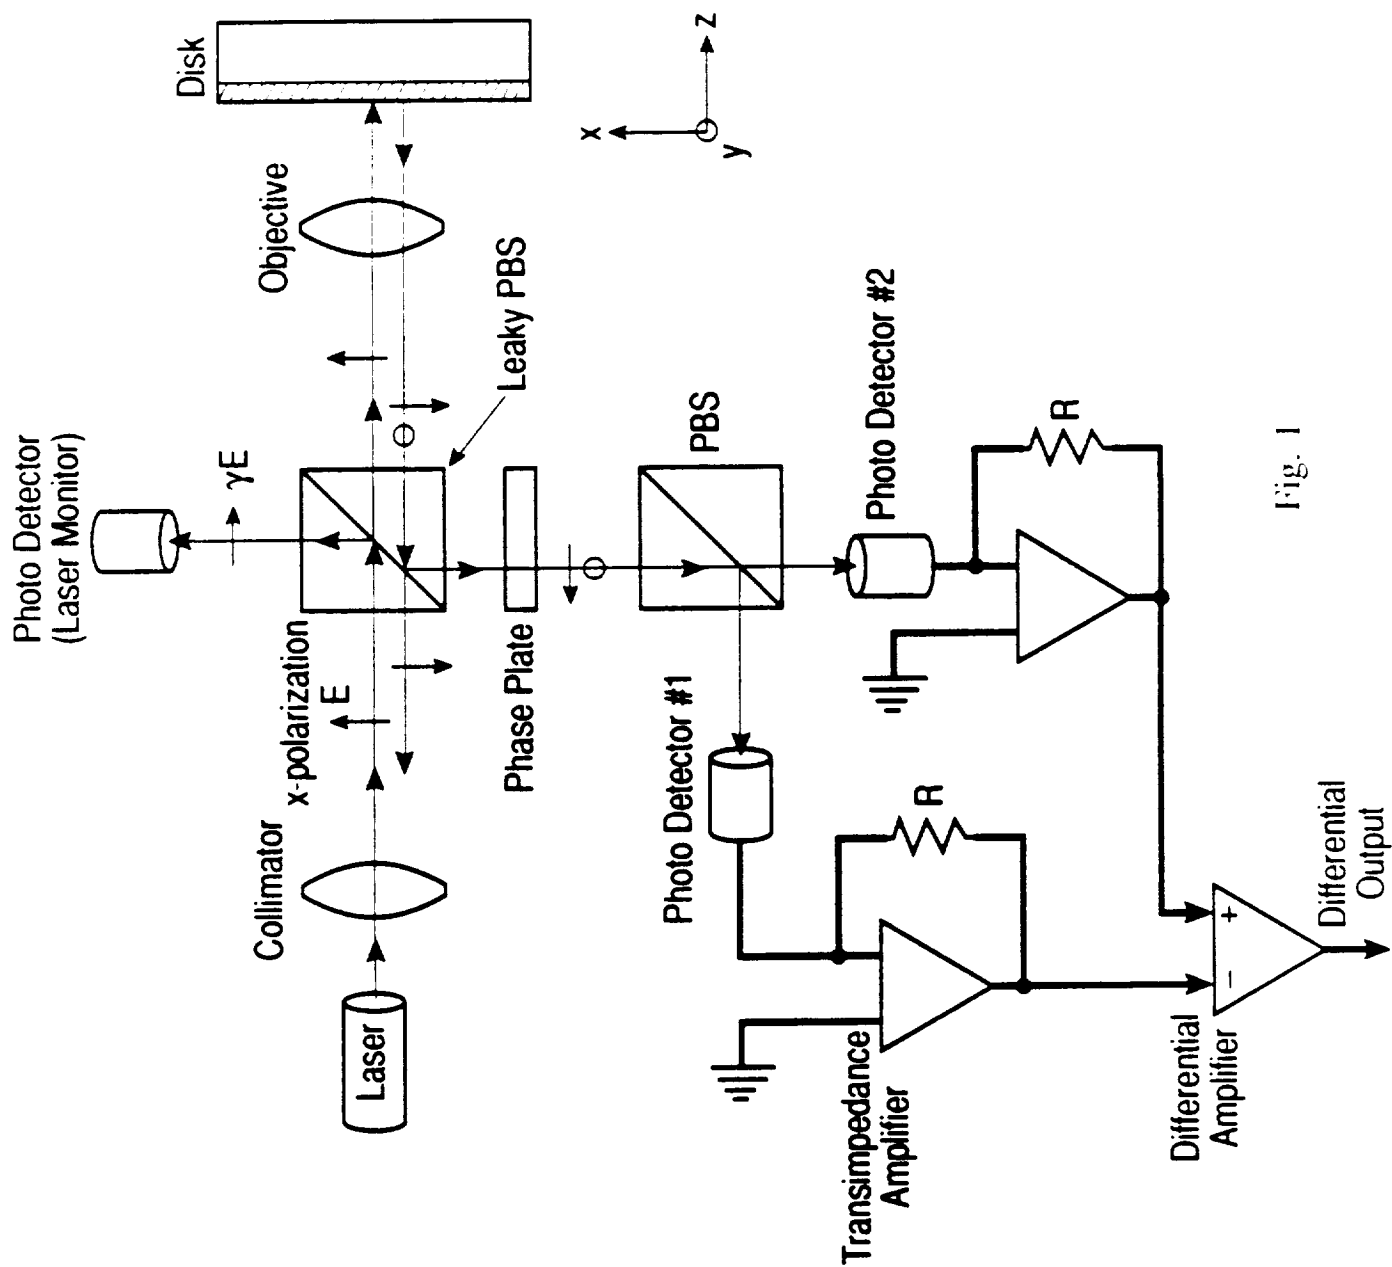 Photo Detector
(Laser Monitor)
γE
Disk
Objective
Leaky PBS
x
y
z
Laser
Collimator
x-polarization
E
Phase Plate
PBS
Photo Detector #1
Photo Detector #2
R
R
Transimpedance
Amplifier
Differential
Amplifier
−
+
Differential
Output
Fig. 1